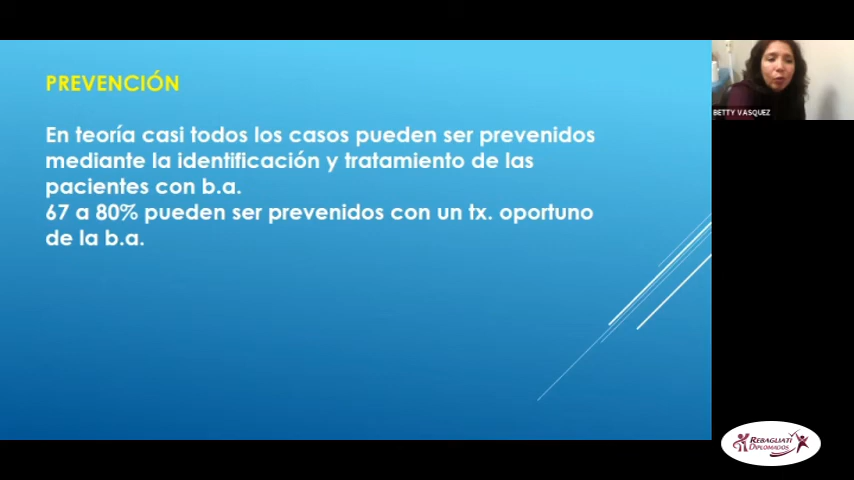 PREVENCIÓN
En teoría casi todos los casos pueden ser prevenidos
mediante la identificación y tratamiento de las
pacientes con b.a.
67 a 80% pueden ser prevenidos con un tx. oportuno
de la b.a.
BETTY VASQUEZ
REBAGLIATI
DIPLOMADOS